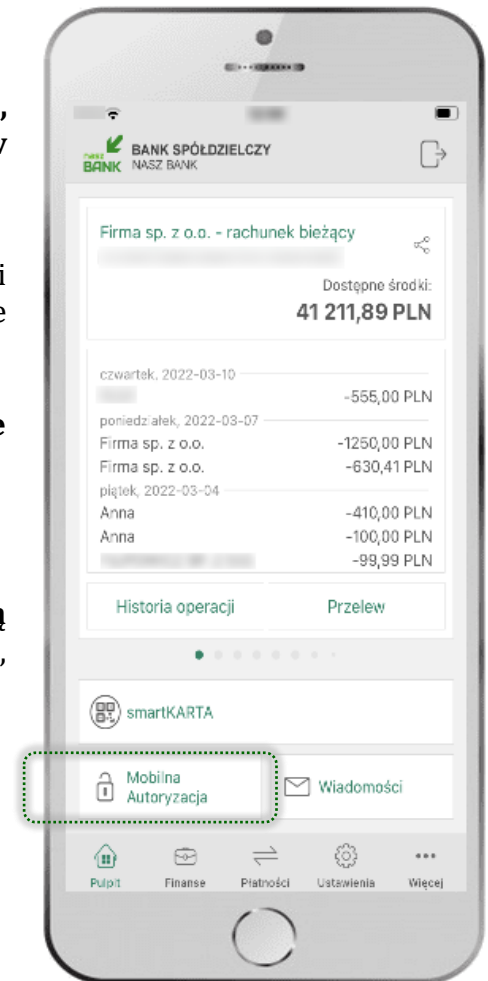 ,
y
i
e
e
ą
,
nasz
BANK
BANK SPÓŁDZIELCZY
NASZ BANK
Firma sp. z o.o. - rachunek bieżący
Dostępne środki:
41 211,89 PLN
czwartek, 2022-03-10
-555,00 PLN
poniedziałek, 2022-03-07
Firma sp. z o.o. -1250,00 PLN
Firma sp. z o.o. -630,41 PLN
piątek, 2022-03-04
Anna -410,00 PLN
Anna -100,00 PLN
-99,99 PLN
Historia operacji Przelew
smartKARTA
Mobilna
Autoryzacja
Wiadomości
Pulpit Finanse Płatności Ustawienia Więcej